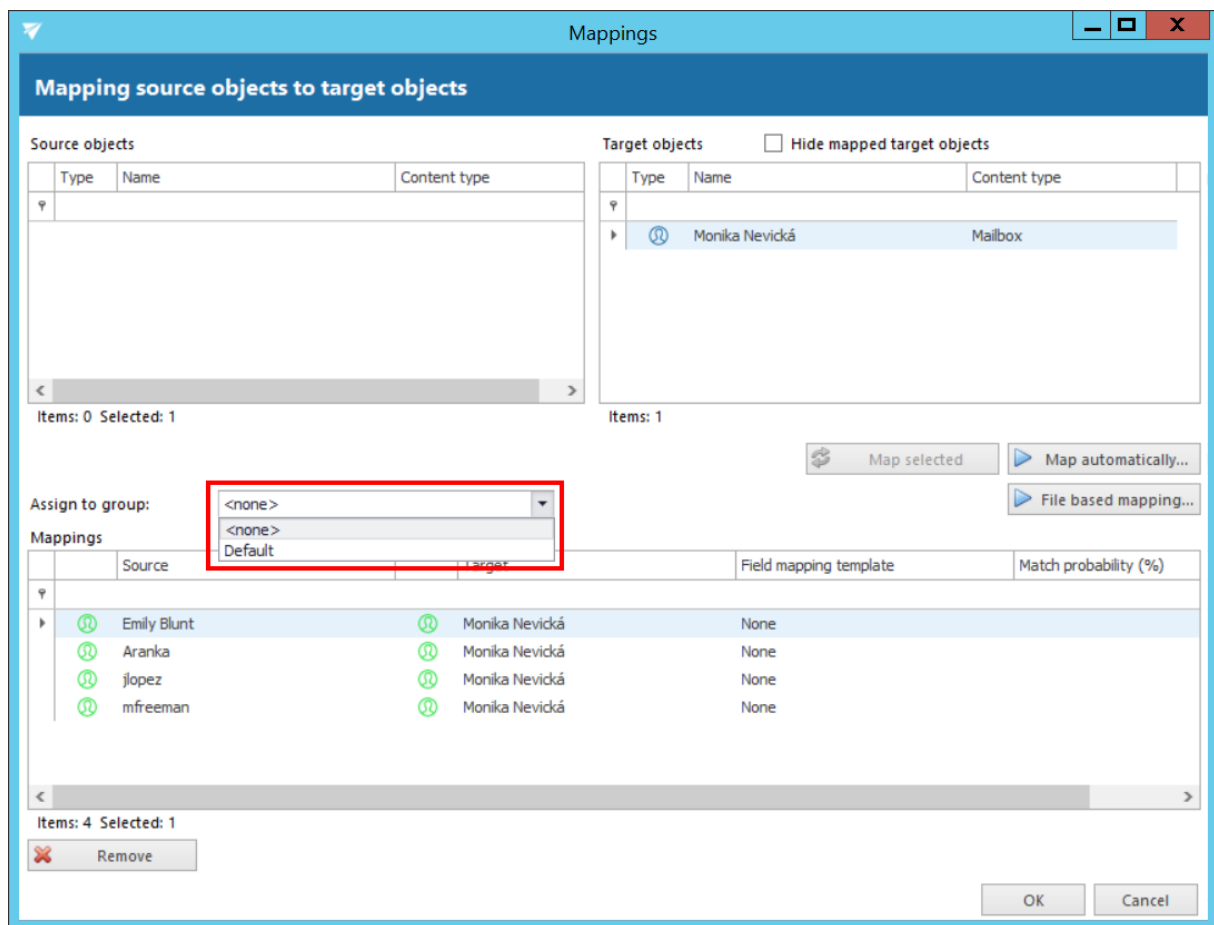 Mappings
Mapping source objects to target objects
Source objects
Target objects Hide mapped target objects
Type Name Content type
Type Name Content type
Monika Nevická Mailbox
Items: 0 Selected: 1
Items: 1
Map selected
Map automatically...
File based mapping...
Assign to group: <none>
<none>
Default
Mappings
Source Target Field mapping template Match probability (%)
Emily Blunt Monika Nevická None
Aranka Monika Nevická None
jlopez Monika Nevická None
mfreeman Monika Nevická None
Items: 4 Selected: 1
Remove
OK Cancel